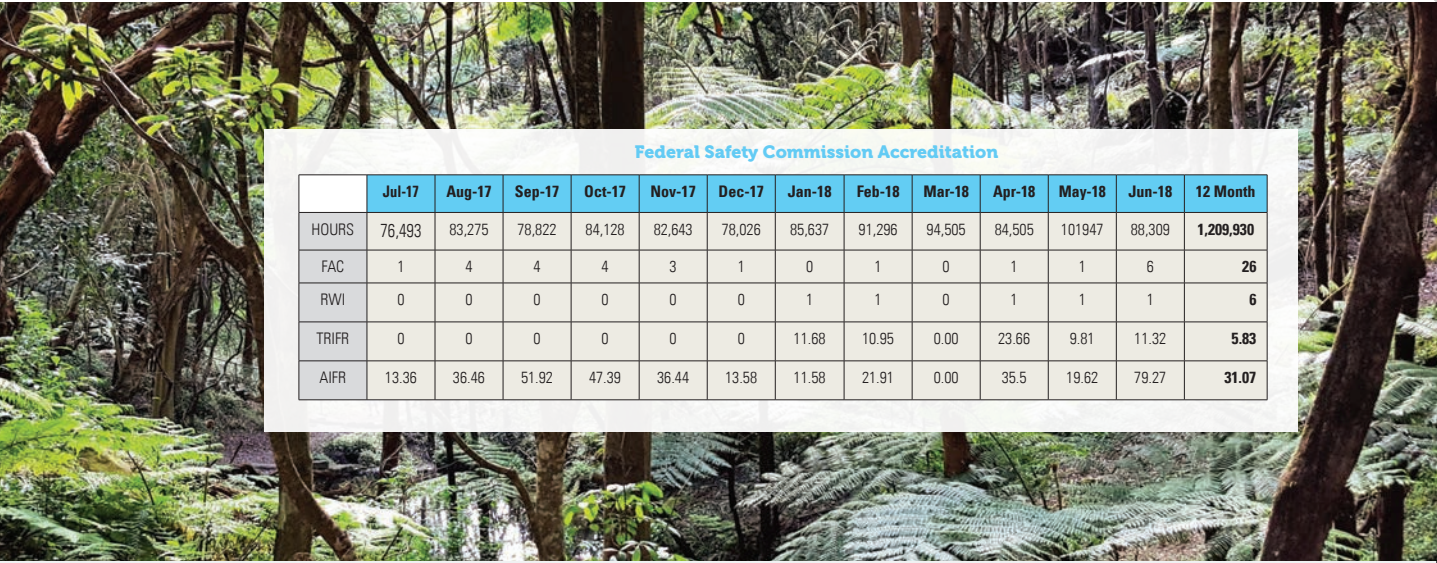 Federal Safety Commission Accreditation
Jul-17 Aug-17 Sep-17 Oct-17 Nov-17 Dec-17 Jan-18 Feb-18 Mar-18 Apr-18 May-18 Jun-18 12 Month
HOURS 76,493 83,275 78,822 84,128 82,643 78,026 85,637 91,296 94,505 84,505 101947 88,309 1,209,930
FAC 1 4 4 4 3 1 0 1 0 1 1 6 26
RWI 0 0 0 0 0 0 1 1 0 1 1 1 6
TRIFR 0 0 0 0 0 0 11.68 10.95 0.00 23.66 9.81 11.32 5.83
AIFR 13.36 36.46 51.92 47.39 36.44 13.58 11.58 21.91 0.00 35.5 19.62 79.27 31.07